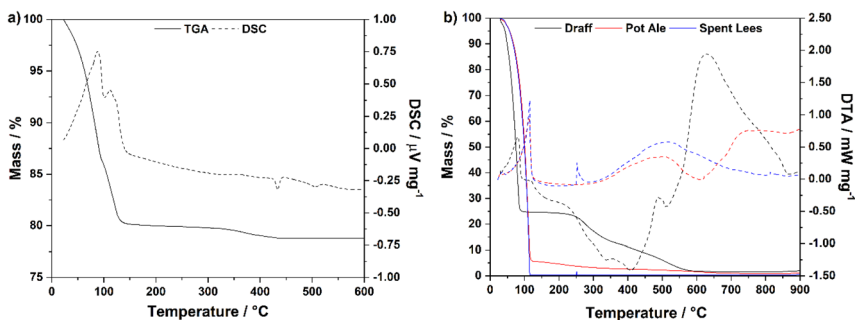 a)
TGA DSC
Mass / %
100
95
90
85
80
75
0 100 200 300 400 500 600
Temperature / °C
1.00
0.75
0.50
0.25
0.00
-0.25
-0.50
-0.75
-1.00
DSC / μV mg-1
b)
Draff Pot Ale Spent Lees
Mass / %
100
90
80
70
60
50
40
30
20
10
0
0 100 200 300 400 500 600 700 800 900
Temperature / °C
2.50
2.00
1.50
1.00
0.50
0.00
-0.50
-1.00
-1.50
DTA / mW mg-1